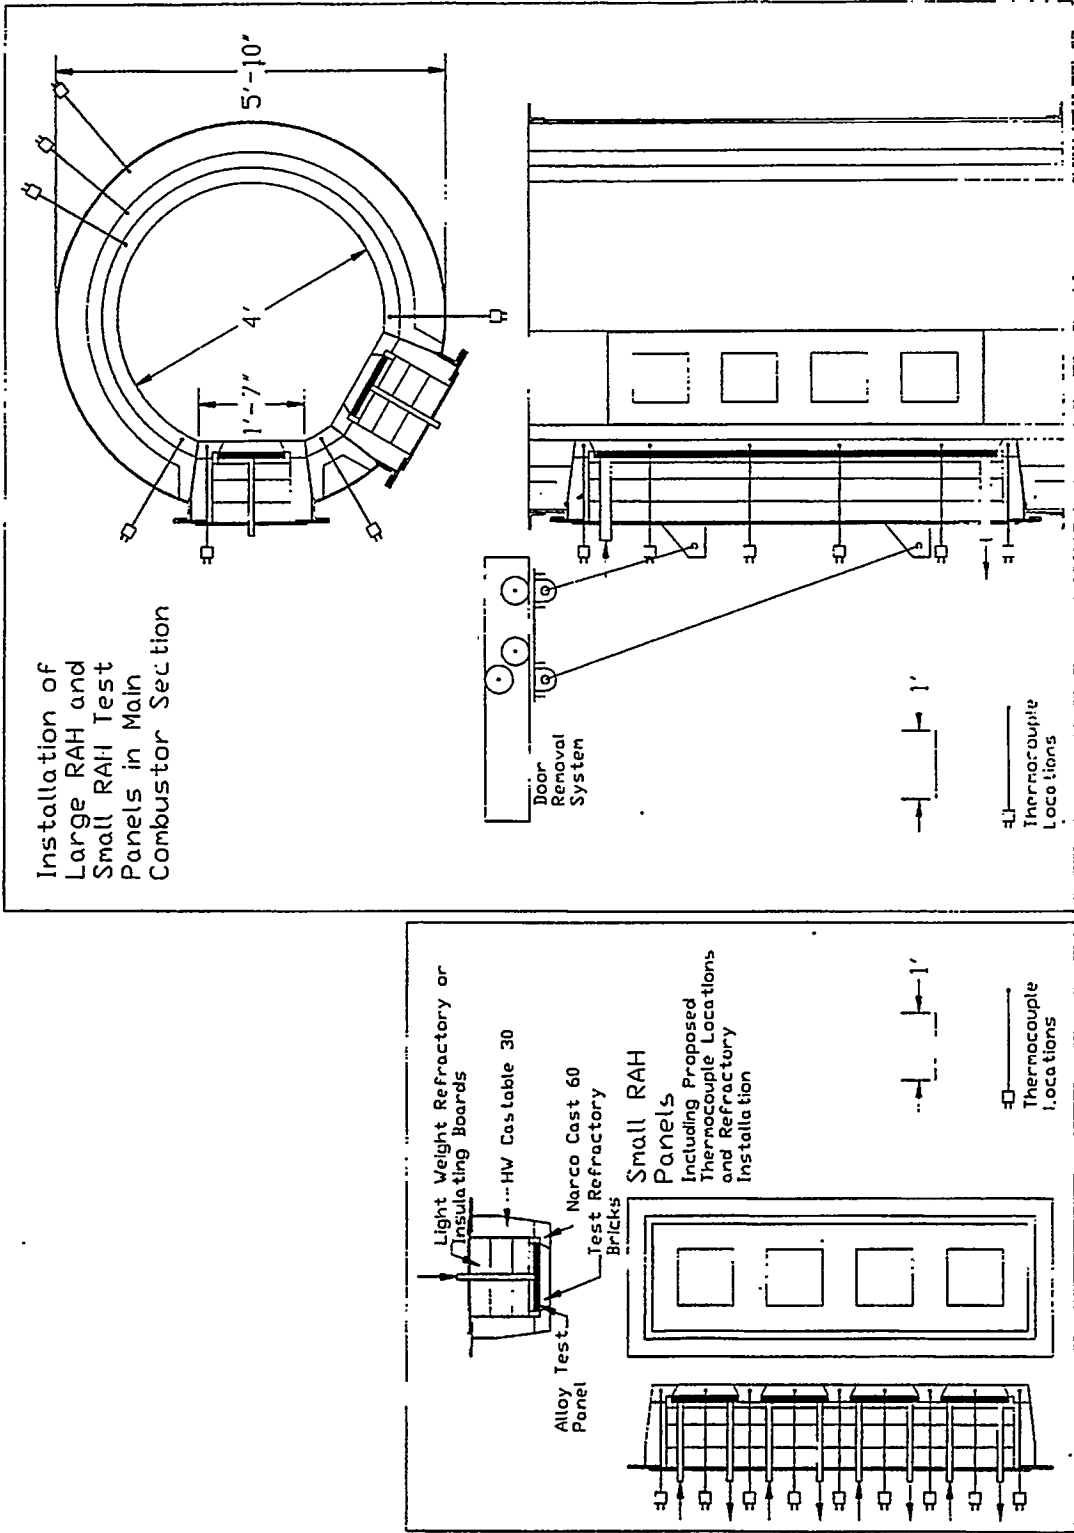 Installation of
Large RAH and
Small RAH Test
Panels in Main
Combustor Section
5'-10"
4'
1'-7"
Door
Removal
System
1'
Thermocouple
Locations
Light Weight Refractory or
Insulating Boards
HW Castable 30
Narco Cast 60
Test Refractory
Bricks
Alloy Test
Panel
Small RAH
Panels
Including Proposed
Thermocouple Locations
and Refractory
Installation
1'
Thermocouple
Locations